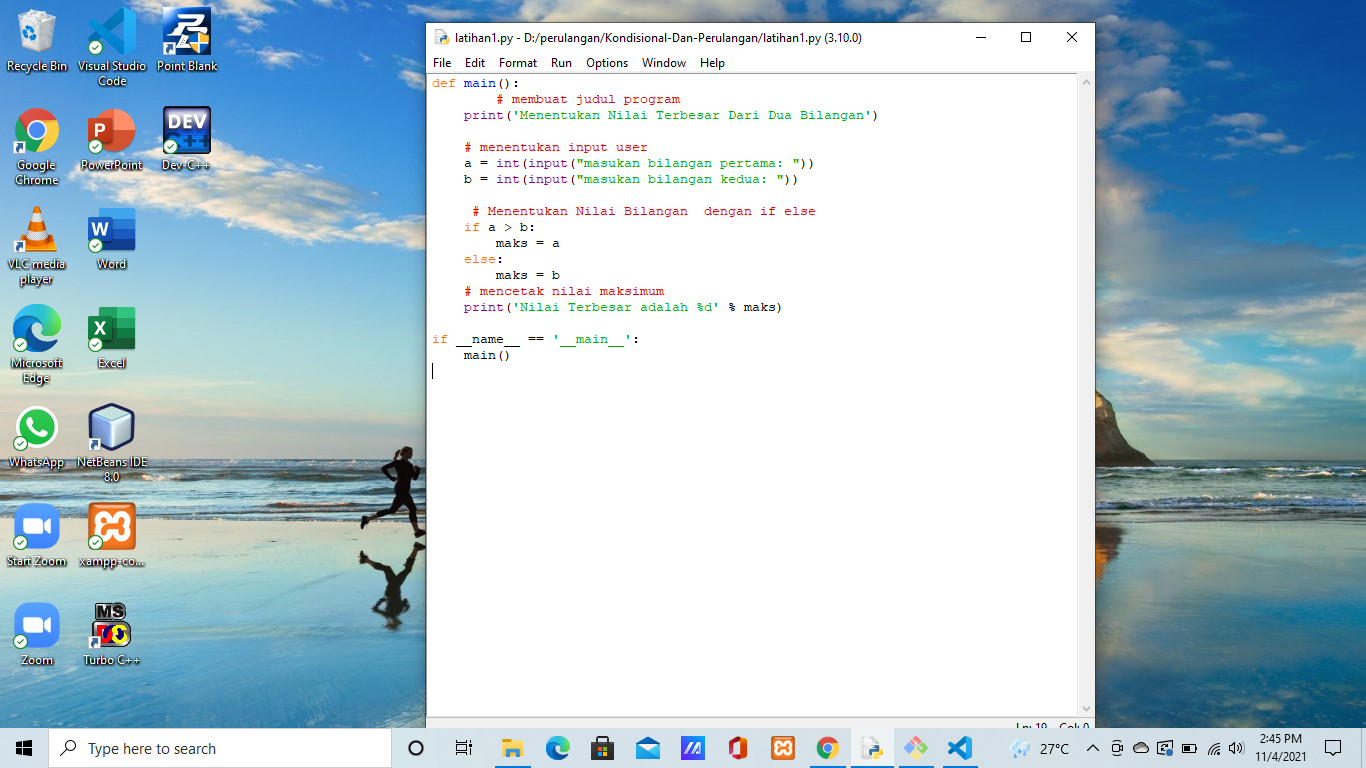 Recycle Bin
Visual Studio
Code
Point Blank
Google
Chrome
PowerPoint
DEV
C++
Dev-C++
VLC media
player
Word
Microsoft
Edge
Excel
WhatsApp
NetBeans IDE
8.0
Start Zoom
xampp-co...
Zoom
MS
Turbo C++
latihan1.py - D:/perulangan/Kondisional-Dan-Perulangan/latihan1.py (3.10.0)
File Edit Format Run Options Window Help
def main():
        # membuat judul program
    print('Menentukan Nilai Terbesar Dari Dua Bilangan')
    # menentukan input user
    a = int(input("masukan bilangan pertama: "))
    b = int(input("masukan bilangan kedua: "))
     # Menentukan Nilai Bilangan  dengan if else
    if a > b:
        maks = a
    else:
        maks = b
    # mencetak nilai maksimum
    print('Nilai Terbesar adalah %d' % maks)
if __name__ == '__main__':
    main()
Ln: 19 Col: 0
Type here to search
27°C
2:45 PM
11/4/2021